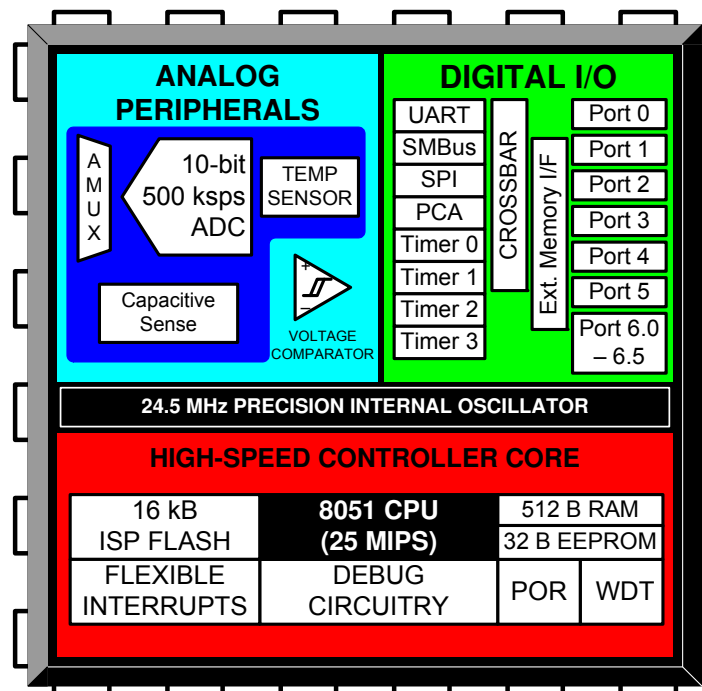 ANALOG
PERIPHERALS
A
M
U
X
10-bit
500 ksps
ADC
TEMP
SENSOR
Capacitive
Sense
+
–
VOLTAGE
COMPARATOR
DIGITAL I/O
UART
SMBus
SPI
PCA
Timer 0
Timer 1
Timer 2
Timer 3
CROSSBAR
Ext. Memory I/F
Port 0
Port 1
Port 2
Port 3
Port 4
Port 5
Port 6.0
– 6.5
24.5 MHz PRECISION INTERNAL OSCILLATOR
HIGH-SPEED CONTROLLER CORE
16 kB
ISP FLASH
8051 CPU
(25 MIPS)
512 B RAM
32 B EEPROM
FLEXIBLE
INTERRUPTS
DEBUG
CIRCUITRY
POR
WDT